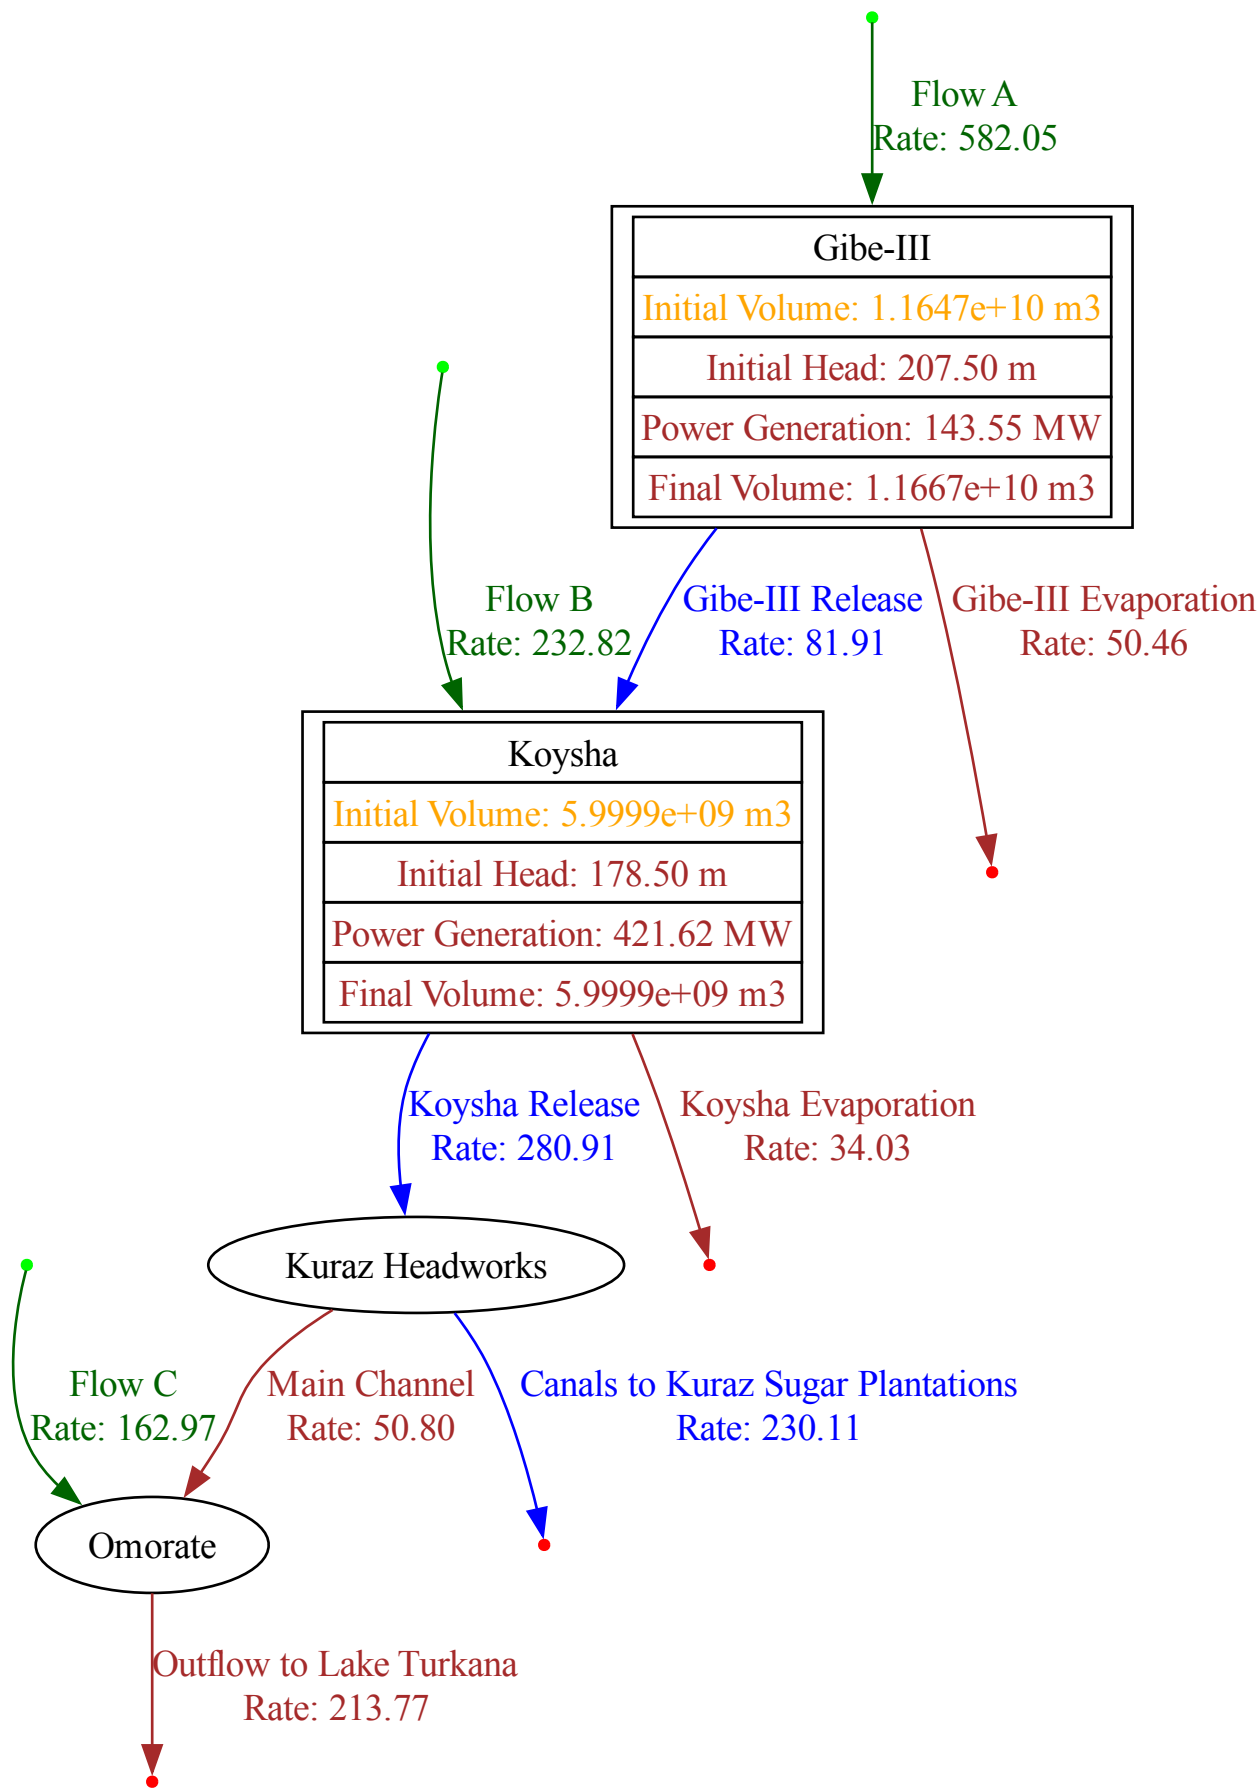 Flow A
Rate: 582.05
Gibe-III
Initial Volume: 1.1647e+10 m3
Initial Head: 207.50 m
Power Generation: 143.55 MW
Final Volume: 1.1667e+10 m3
Flow B
Rate: 232.82
Gibe-III Release
Rate: 81.91
Gibe-III Evaporation
Rate: 50.46
Koysha
Initial Volume: 5.9999e+09 m3
Initial Head: 178.50 m
Power Generation: 421.62 MW
Final Volume: 5.9999e+09 m3
Koysha Release
Rate: 280.91
Koysha Evaporation
Rate: 34.03
Kuraz Headworks
Flow C
Rate: 162.97
Main Channel
Rate: 50.80
Canals to Kuraz Sugar Plantations
Rate: 230.11
Omorate
Outflow to Lake Turkana
Rate: 213.77